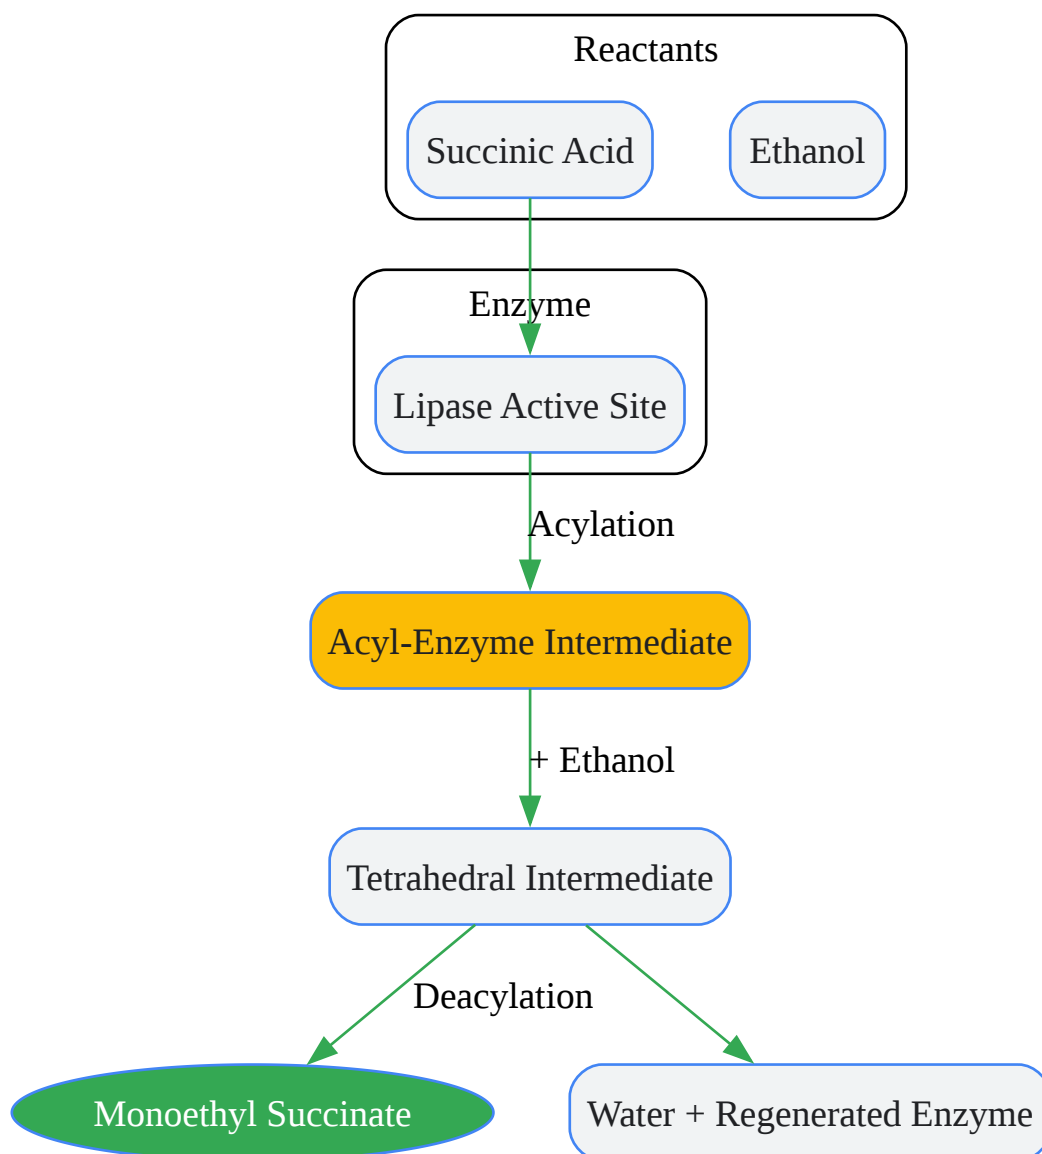 Reactants
Succinic Acid
Ethanol
Enzyme
Lipase Active Site
Acylation
Acyl-Enzyme Intermediate
+ Ethanol
Tetrahedral Intermediate
Deacylation
Monoethyl Succinate
Water + Regenerated Enzyme